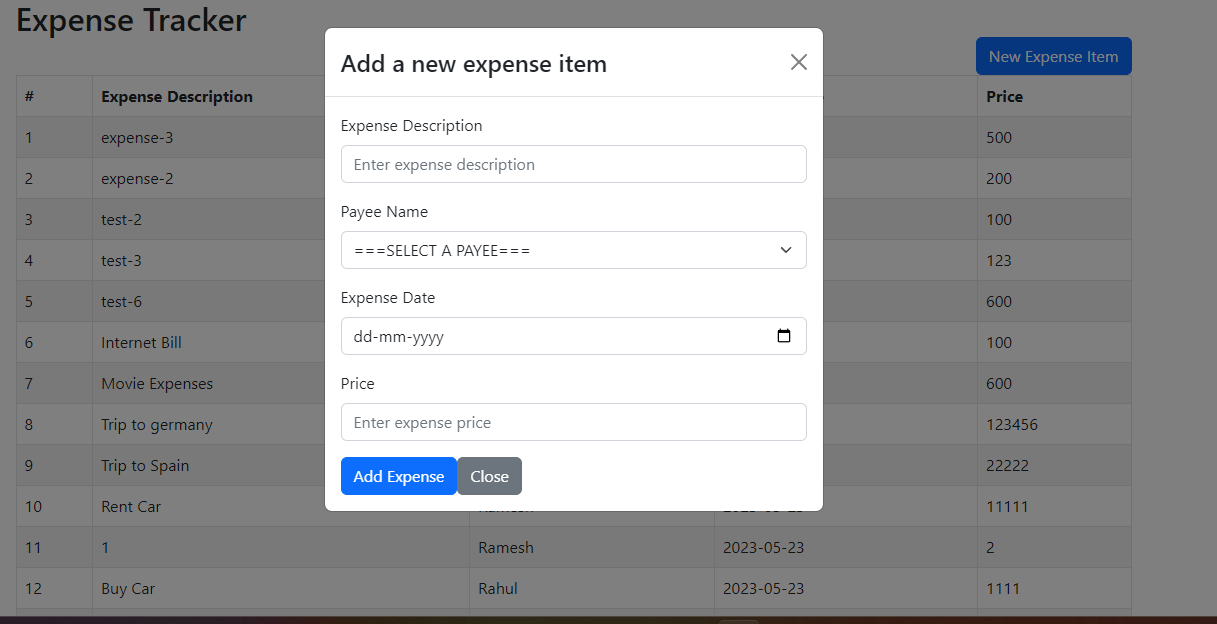 Expense Tracker
New Expense Item
# Expense Description Price
1 expense-3 500
2 expense-2 200
3 test-2 100
4 test-3 123
5 test-6 600
6 Internet Bill 100
7 Movie Expenses 600
8 Trip to germany 123456
9 Trip to Spain 22222
10 Rent Car 11111
11 1 Ramesh 2023-05-23 2
12 Buy Car Rahul 2023-05-23 1111
Add a new expense item
Expense Description
Enter expense description
Payee Name
===SELECT A PAYEE===
Expense Date
dd-mm-yyyy
Price
Enter expense price
Add Expense Close